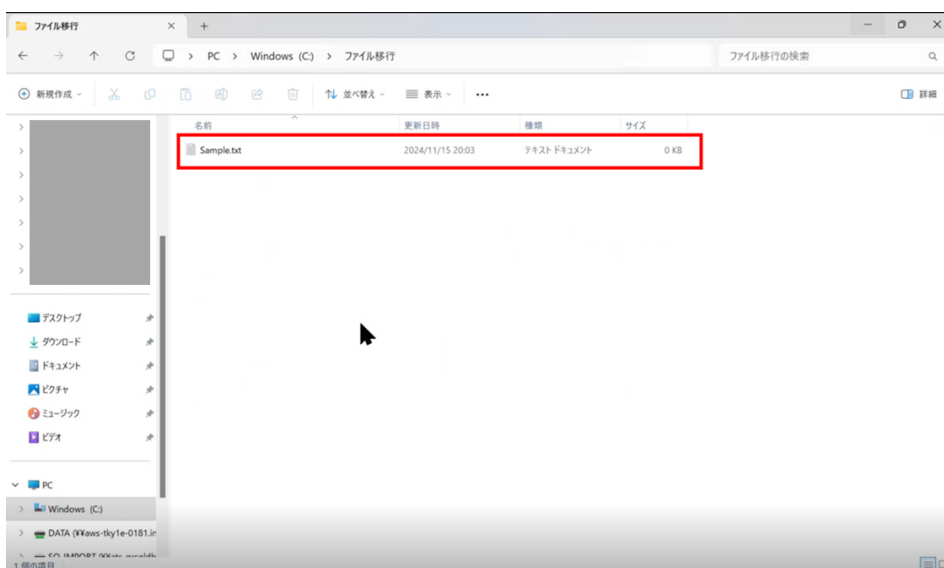 ファイル移行
PC > Windows (C:) > ファイル移行
ファイル移行の検索
新規作成
並べ替え
表示
詳細
名前 更新日時 種類 サイズ
Sample.txt 2024/11/15 20:03 テキスト ドキュメント 0 KB
デスクトップ
ダウンロード
ドキュメント
ピクチャ
ミュージック
ビデオ
PC
Windows (C:)
DATA (¥¥aws-tky1e-0181.in
1 個の項目